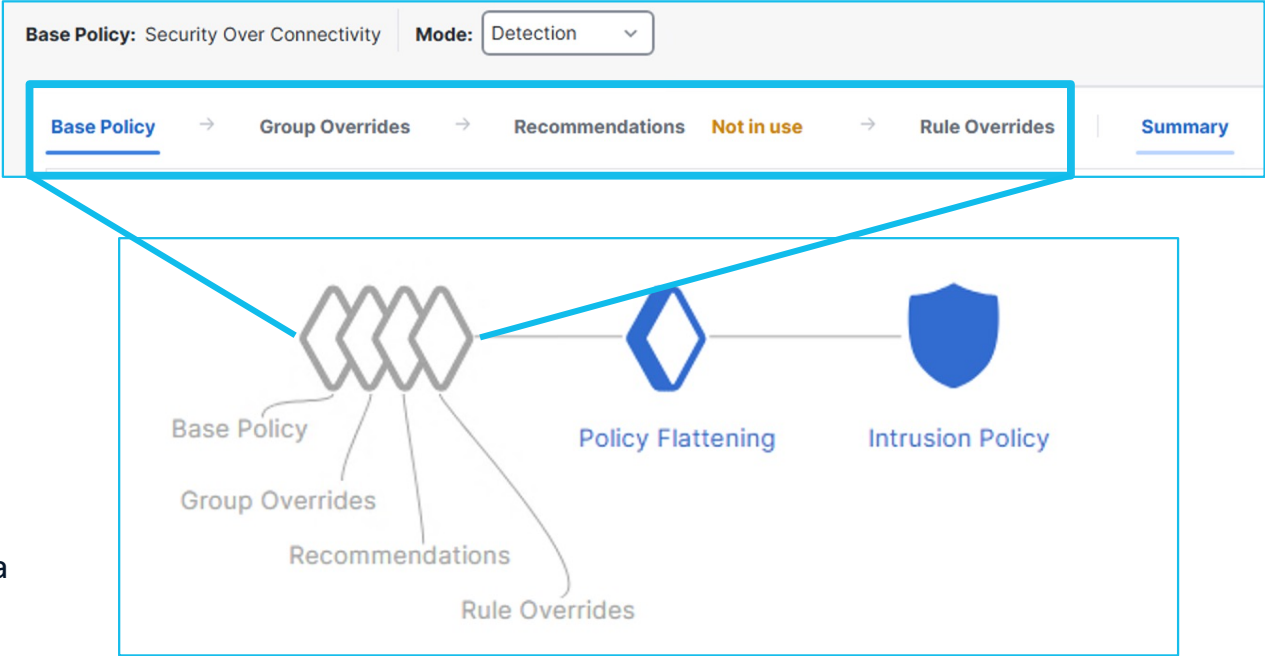 Base Policy: Security Over Connectivity Mode: Detection
Base Policy → Group Overrides → Recommendations Not in use → Rule Overrides Summary
Base Policy
Policy Flattening Intrusion Policy
Group Overrides
Recommendations
a
Rule Overrides